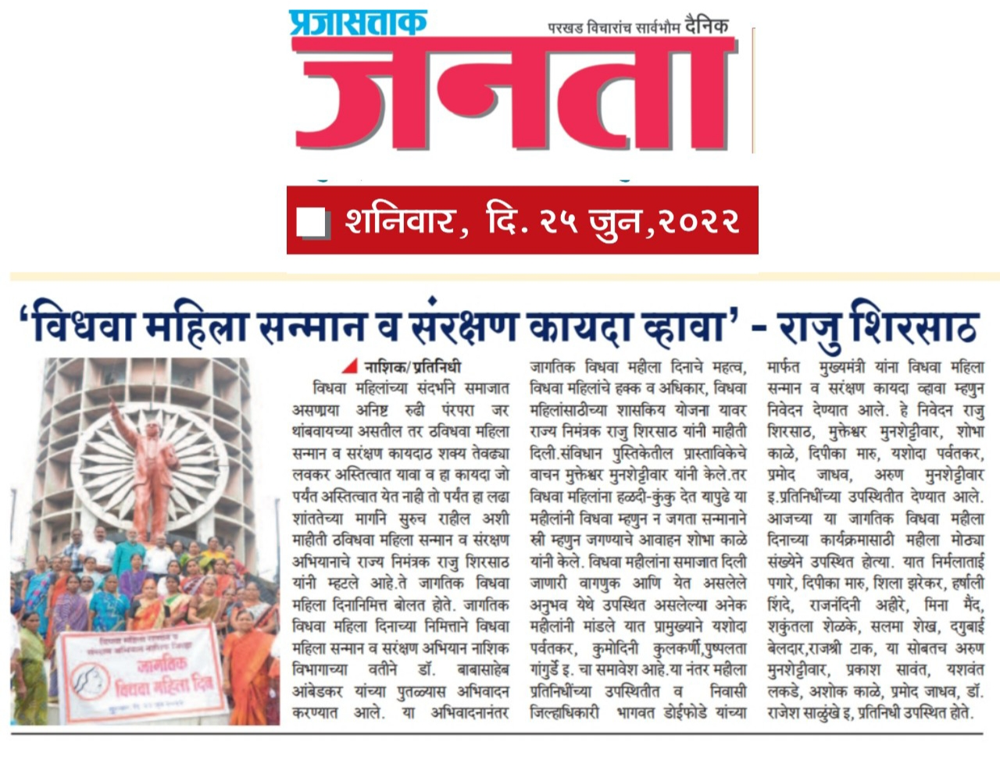 प्रजासत्ताक
परखड विचारांच सार्वभौम दैनिक
जनता
शनिवार, दि. २५ जुन,२०२२
‘विधवा महिला सन्मान व संरक्षण कायदा व्हावा’ - राजु शिरसाठ
नाशिक/प्रतिनिधी
विधवा महिलांच्या संदर्भाने समाजात
असणाऱ्या अनिष्ट रुढी पंरपरा जर
थांबवायच्या असतील तर ठविधवा महिला
सन्मान व सरंक्षण कायदाठ शक्य तेवढ्या
लवकर अस्तित्वात यावा व हा कायदा जो
पर्यंत अस्तित्वात येत नाही तो पर्यंत हा लढा
शांततेच्या मार्गाने सुरुच राहील अशी
माहीती ठविधवा महिला सन्मान व संरक्षण
अभियानाचे राज्य निमंत्रक राजु शिरसाठ
यांनी म्हटले आहे.ते जागतिक विधवा
महिला दिनानिमित्त बोलत होते. जागतिक
विधवा महिला दिनाच्या निमित्ताने विधवा
महिला सन्मान व सरंक्षण अभियान नाशिक
विभागाच्या वतीने डॉ. बाबासाहेब
आंबेडकर यांच्या पुतळ्यास अभिवादन
करण्यात आले. या अभिवादनानंतर
जागतिक विधवा महीला दिनाचे महत्व,
विधवा महिलांचे हक्क व अधिकार, विधवा
महिलांसाठीच्या शासकिय योजना यावर
राज्य निमंत्रक राजु शिरसाठ यांनी माहीती
दिली.संविधान पुस्तिकेतील प्रास्ताविकेचे
वाचन मुक्तेश्वर मुनशेट्टीवार यांनी केले.तर
विधवा महिलांना हळदी-कुंकु देत यापुढे या
महीलांनी विधवा म्हणुन न जगता सन्मानाने
स्त्री म्हणुन जगण्याचे आवाहन शोभा काळे
यांनी केले. विधवा महीलांना समाजात दिली
जाणारी वागणुक आणि येत असलेले
अनुभव येथे उपस्थित असलेल्या अनेक
महीलांनी मांडले यात प्रामुख्याने यशोदा
पर्वतकर, कुमोदिनी कुलकर्णी,पुष्पलता
गांगुर्डे इ. चा समावेश आहे.या नंतर महीला
प्रतिनिधींच्या उपस्थितीत व निवासी
जिल्हाधिकारी भागवत डोईफोडे यांच्या
मार्फत मुख्यमंत्री यांना विधवा महिला
सन्मान व सरंक्षण कायदा व्हावा म्हणुन
निवेदन देण्यात आले. हे निवेदन राजु
शिरसाठ, मुक्तेश्वर मुनशेट्टीवार, शोभा
काळे, दिपीका मारु, यशोदा पर्वतकर,
प्रमोद जाधव, अरुण मुनशेट्टीवार
इ.प्रतिनिधींच्या उपस्थितीत देण्यात आले.
आजच्या या जागतिक विधवा महीला
दिनाच्या कार्यक्रमासाठी महीला मोठ्या
संख्येने उपस्थित होत्या. यात निर्मलाताई
पगारे, दिपीका मारु, शिला झरेकर, हर्षाली
शिंदे, राजनंदिनी अहीरे, मिना मैंद,
शकुंतला शेळके, सलमा शेख, दगुबाई
बेलदार,राजश्री टाक, या सोबतच अरुण
मुनशेट्टीवार, प्रकाश सावंत, यशवंत
लकडे, अशोक काळे, प्रमोद जाधव, डॉ.
राजेश साळुंखे इ, प्रतिनिधी उपस्थित होते.
विधवा महिला सन्मान व
संरक्षण अभियान नाशिक जिल्हा
जागतिक
विधवा महिला दिन